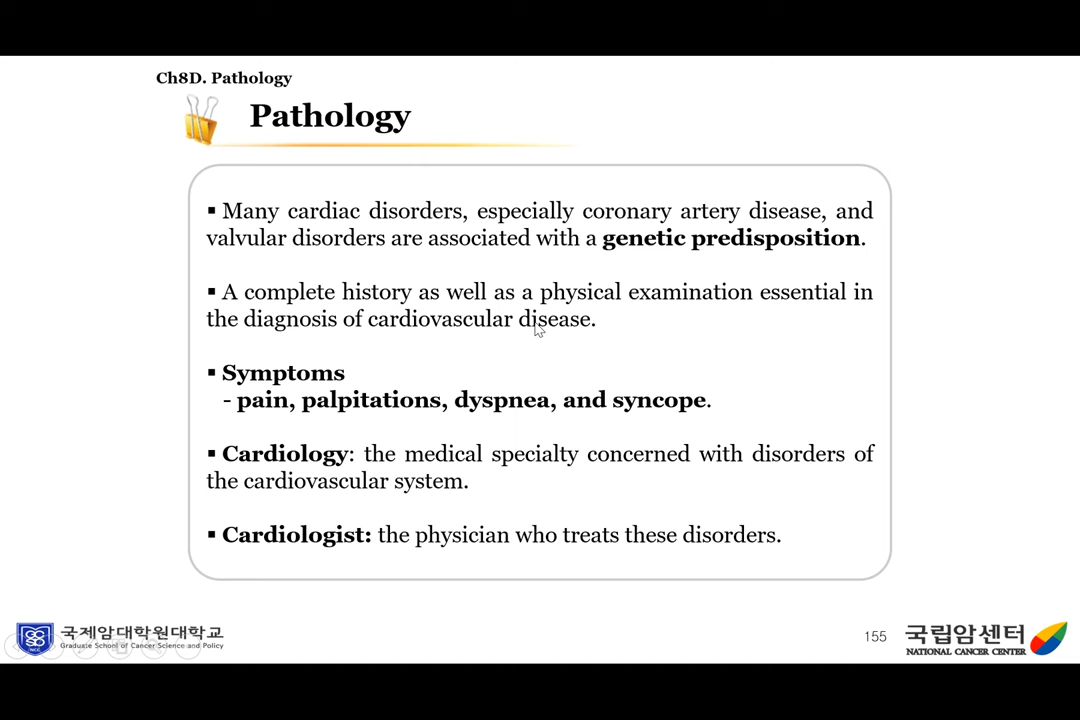 Ch8D. Pathology
Pathology
▪ Many cardiac disorders, especially coronary artery disease, and
valvular disorders are associated with a genetic predisposition.
▪ A complete history as well as a physical examination essential in
the diagnosis of cardiovascular disease.
▪ Symptoms
- pain, palpitations, dyspnea, and syncope.
▪ Cardiology: the medical specialty concerned with disorders of
the cardiovascular system.
▪ Cardiologist: the physician who treats these disorders.
국제암대학원대학교
Graduate School of Cancer Science and Policy
155
국립암센터
NATIONAL CANCER CENTER